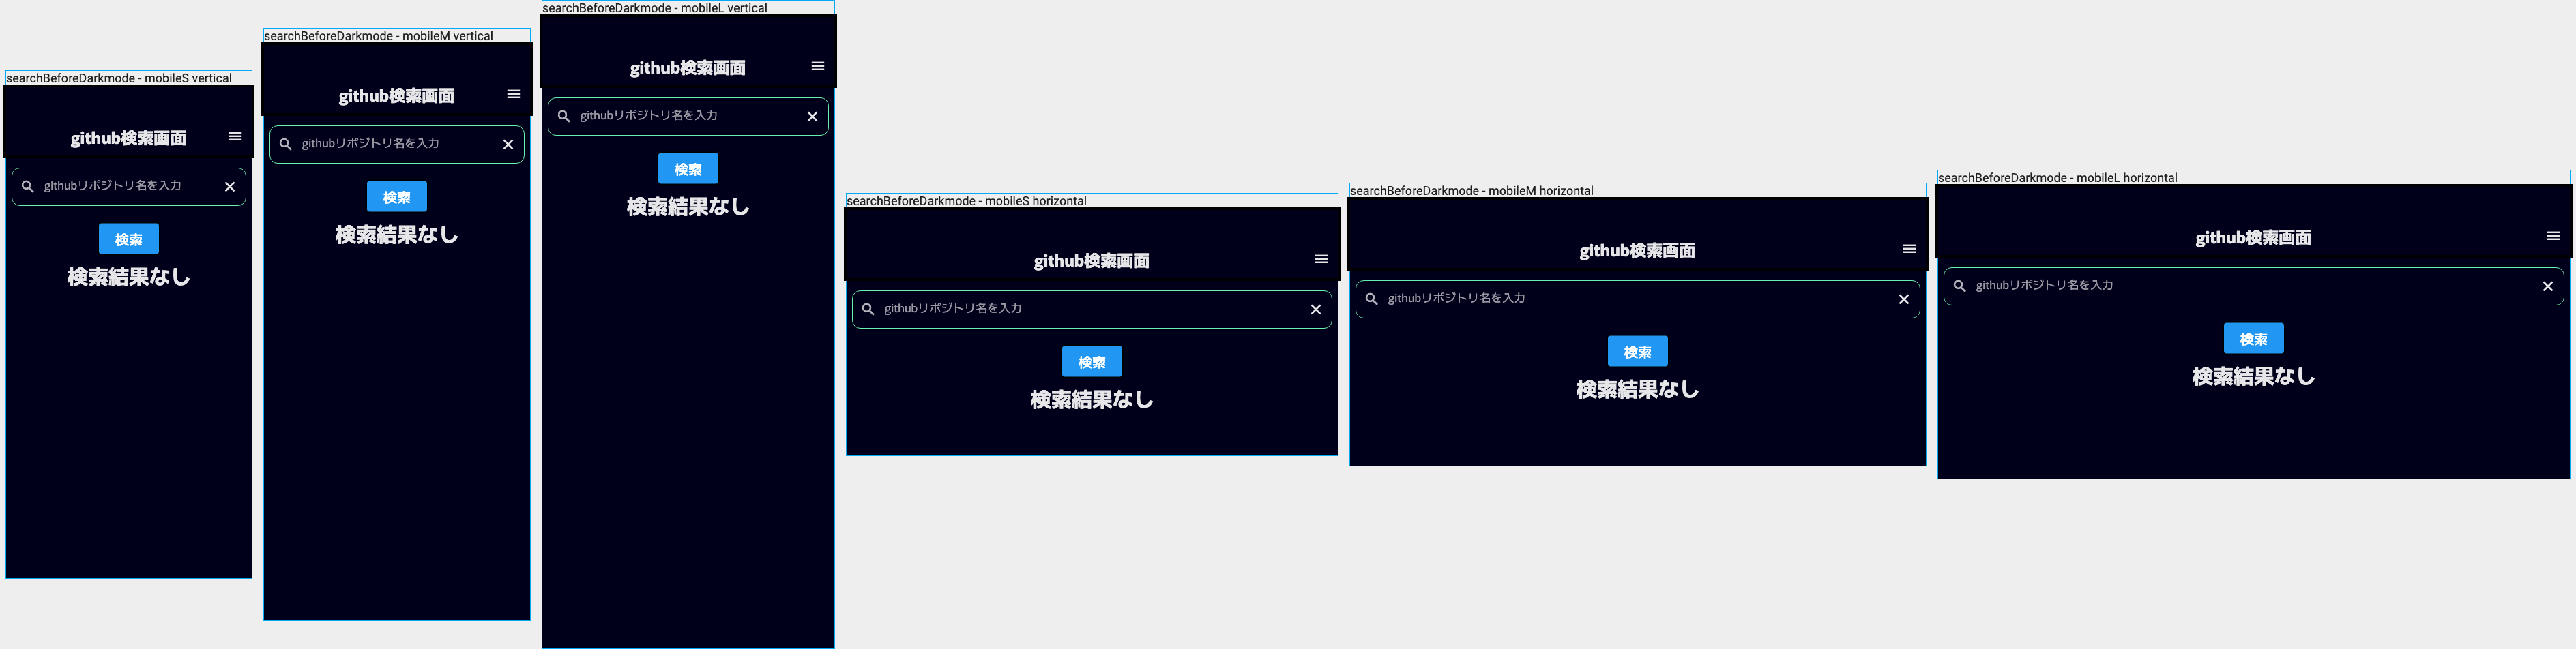 searchBeforeDarkmode - mobileS vertical
github検索画面
githubリポジトリ名を入力
検索
検索結果なし
searchBeforeDarkmode - mobileM vertical
github検索画面
githubリポジトリ名を入力
検索
検索結果なし
searchBeforeDarkmode - mobileL vertical
github検索画面
githubリポジトリ名を入力
検索
検索結果なし
searchBeforeDarkmode - mobileS horizontal
github検索画面
githubリポジトリ名を入力
検索
検索結果なし
searchBeforeDarkmode - mobileM horizontal
github検索画面
githubリポジトリ名を入力
検索
検索結果なし
searchBeforeDarkmode - mobileL horizontal
github検索画面
githubリポジトリ名を入力
検索
検索結果なし